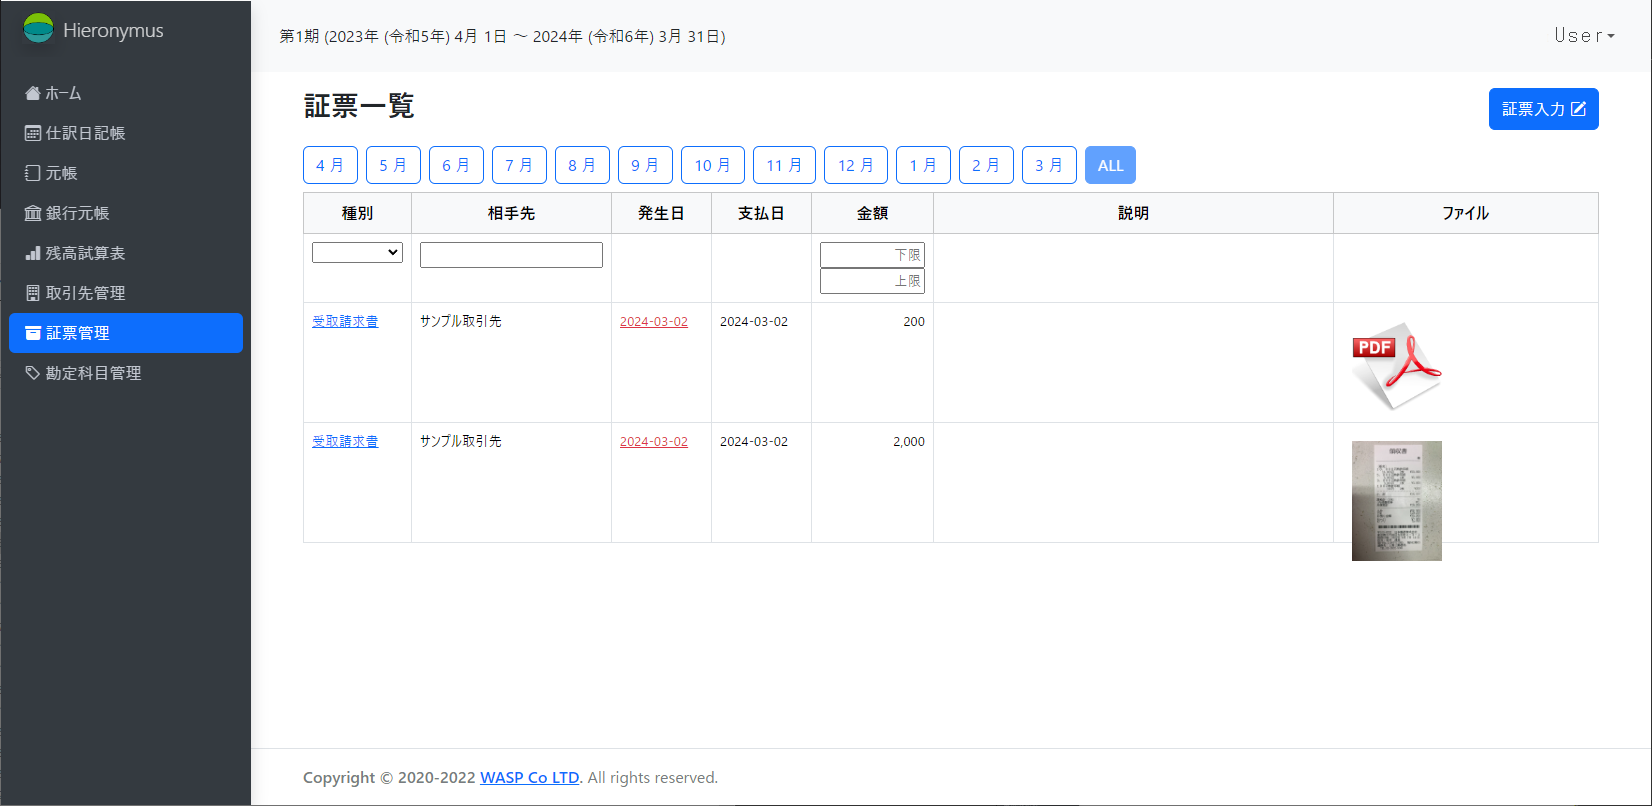 Hieronymus
第1期 (2023年 (令和5年) 4月 1日 ～ 2024年 (令和6年) 3月 31日)
User
ホーム
仕訳日記帳
元帳
銀行元帳
残高試算表
取引先管理
証票管理
勘定科目管理
証票一覧
証票入力
4 月 5 月 6 月 7 月 8 月 9 月 10 月 11 月 12 月 1 月 2 月 3 月 ALL
種別 相手先 発生日 支払日 金額 説明 ファイル
下限
上限
受取請求書 サンプル取引先 2024-03-02 2024-03-02 200
PDF
受取請求書 サンプル取引先 2024-03-02 2024-03-02 2,000
領収書
Copyright © 2020-2022 WASP Co LTD. All rights reserved.